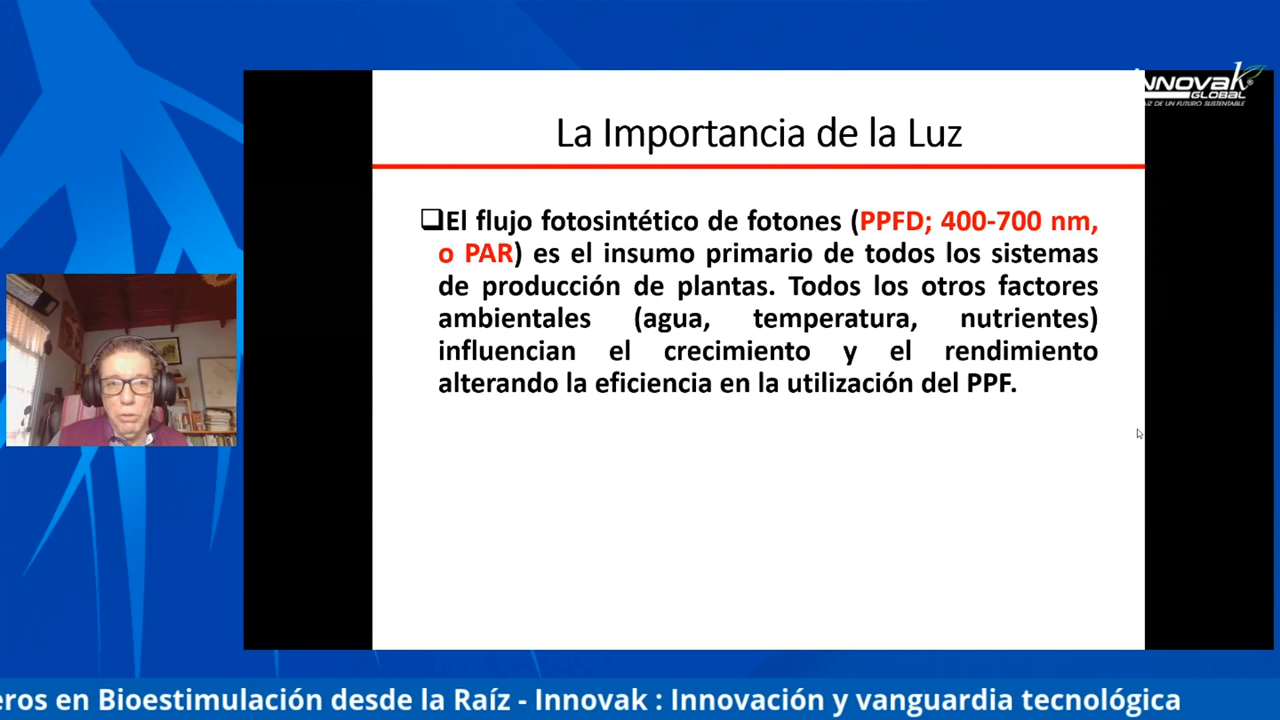 INNOVAK
GLOBAL
RAÍZ DE UN FUTURO SUSTENTABLE
La Importancia de la Luz
❑El flujo fotosintético de fotones (PPFD; 400-700 nm,
o PAR) es el insumo primario de todos los sistemas
de producción de plantas. Todos los otros factores
ambientales (agua, temperatura, nutrientes)
influencian el crecimiento y el rendimiento
alterando la eficiencia en la utilización del PPF.
eros en Bioestimulación desde la Raíz - Innovak : Innovación y vanguardia tecnológica